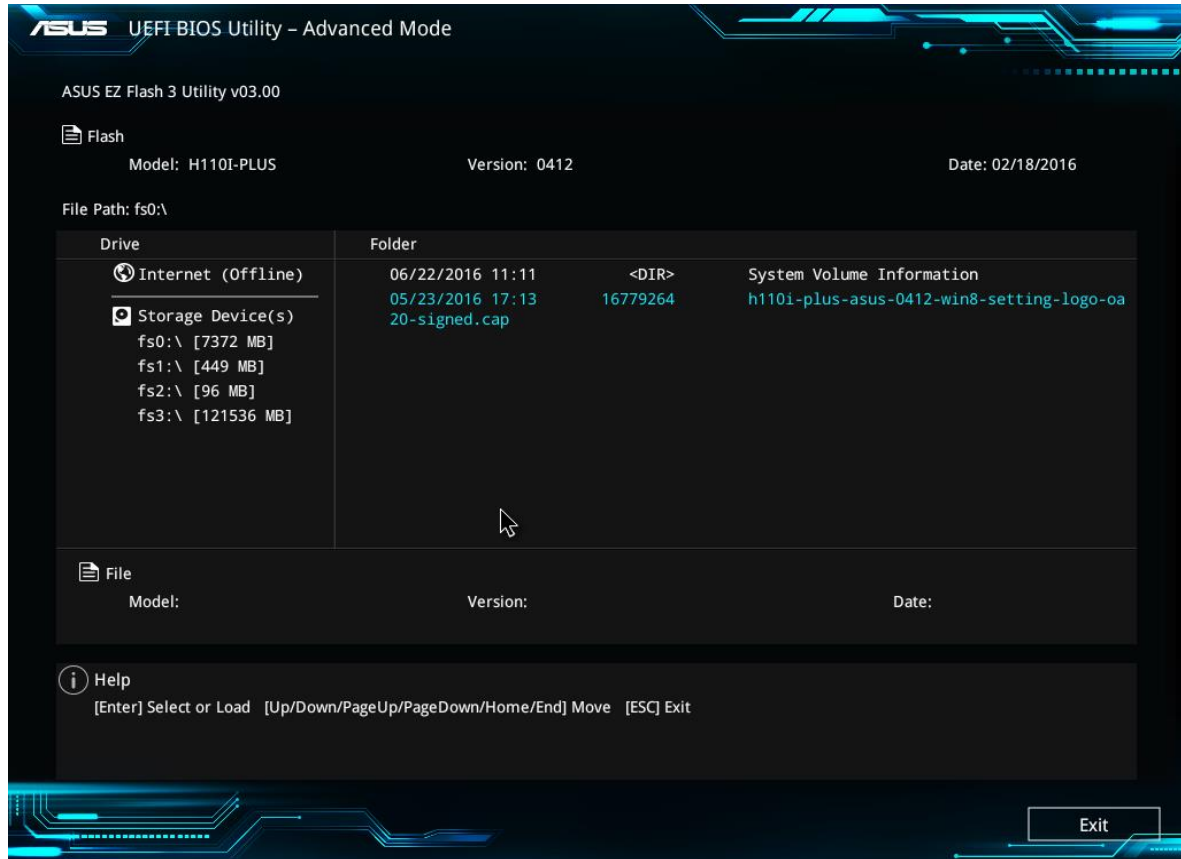 ASUS UEFI BIOS Utility – Advanced Mode
ASUS EZ Flash 3 Utility v03.00
Flash
Model: H110I-PLUS Version: 0412 Date: 02/18/2016
File Path: fs0:\
Drive Folder
Internet (Offline) 06/22/2016 11:11 <DIR> System Volume Information
05/23/2016 17:13 16779264 h110i-plus-asus-0412-win8-setting-logo-oa
Storage Device(s) 20-signed.cap
fs0:\ [7372 MB]
fs1:\ [449 MB]
fs2:\ [96 MB]
fs3:\ [121536 MB]
File
Model: Version: Date:
Help
[Enter] Select or Load [Up/Down/PageUp/PageDown/Home/End] Move [ESC] Exit
Exit